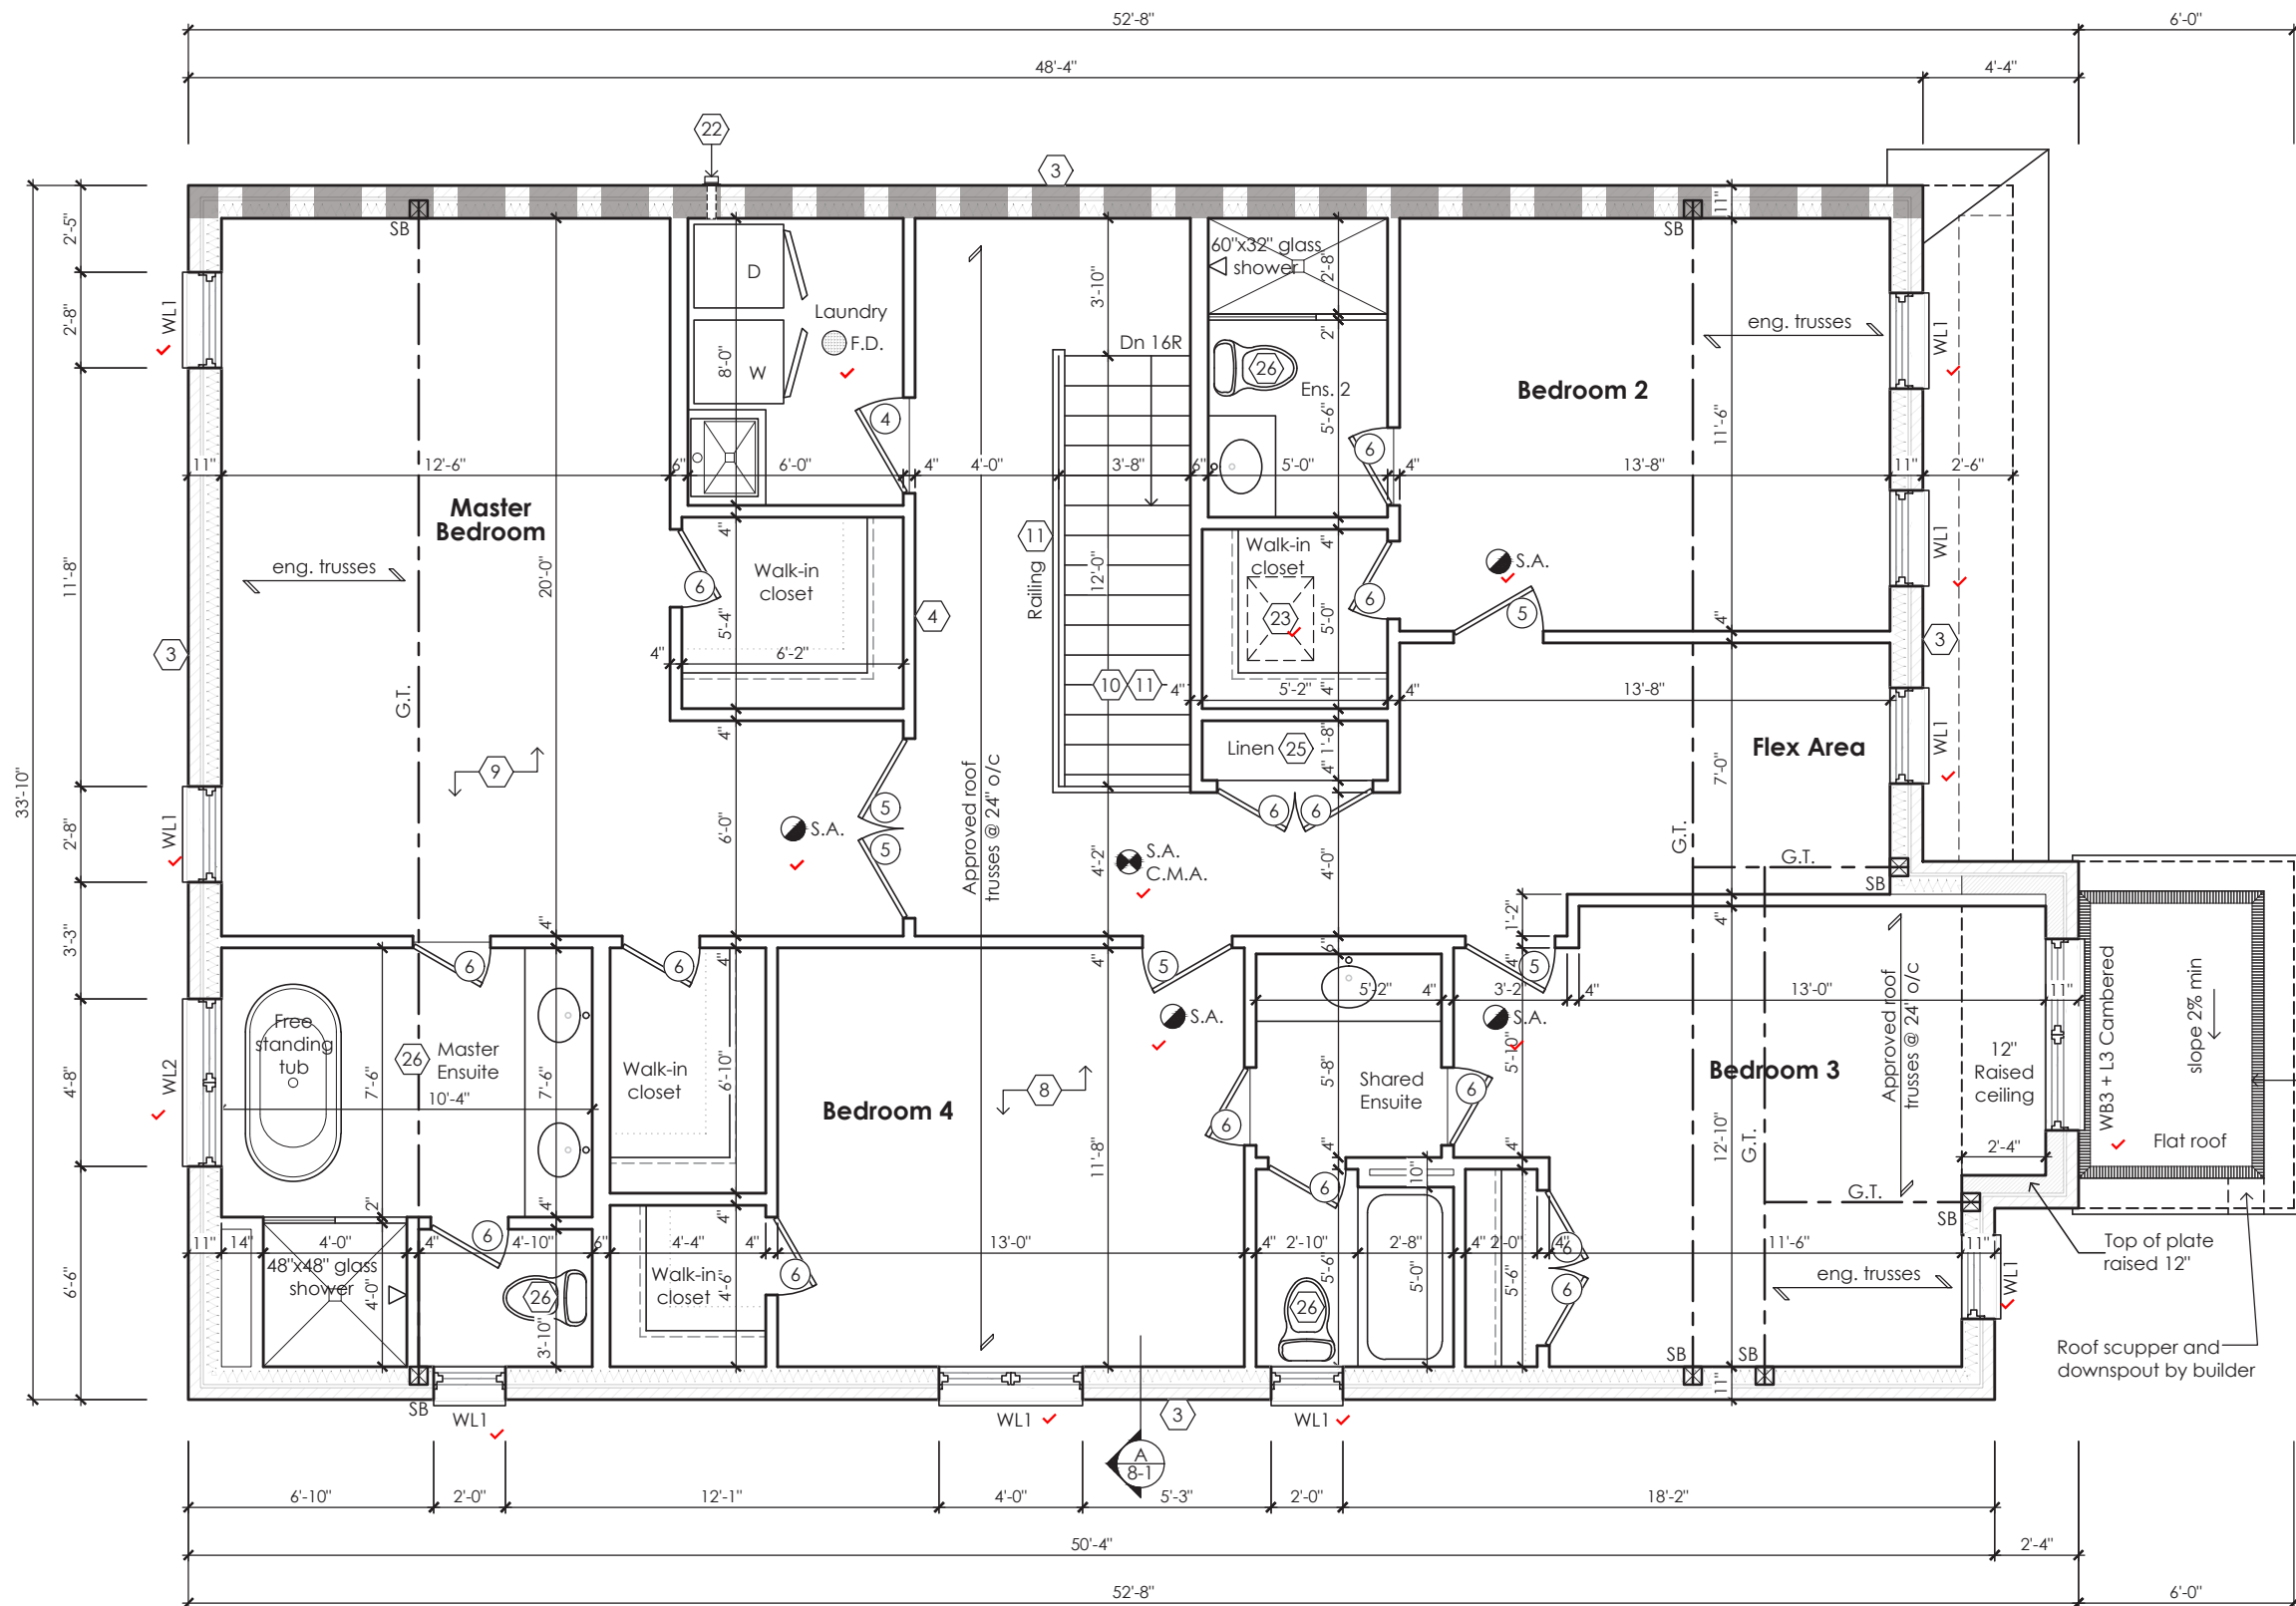 52'-8"
6'-0"
48'-4"
4'-4"
22
3
11"
2'-5"
SB
SB
D
60"x32" glass
shower
2'-8"
3'-10"
WL1
2'-8"
Laundry
F.D.
eng. trusses
WL1
Dn 16R
2"
8'-0"
W
26
Ens. 2
Bedroom 2
4
5'-6"
11'-6"
6
11"
12'-6"
6"
6'-0"
4"
4'-0"
3'-8"
6"
5'-0"
4"
13'-8"
11"
2'-6"
Master
Bedroom
4"
11
4"
Walk-in
closet
WL1
S.A.
eng. trusses
20'-0"
Walk-in
closet
6
12'-0"
6
11'-8"
Railing
4
23
5'-0"
5
4"
5'-4"
3
3
4"
6'-2"
10
11
4"
5'-2"
4"
4"
13'-8"
G.T.
4"
Linen
25
1'-8"
Flex Area
WL1
9
4"
7'-0"
33'-10"
Approved roof
trusses @ 24" o/c
5
6
6
WL1
2'-8"
S.A.
6'-0"
5
S.A.
C.M.A.
4'-2"
4'-0"
G.T.
G.T.
SB
1'-2"
4"
3'-3"
4"
6"
4"
6
6
4"
4"
5
5
5'-2"
4"
3'-2"
4"
13'-0"
11"
Free
standing
tub
S.A.
S.A.
Approved roof
trusses @ 24" o/c
WB3 + L3 Cambered
slope 2% min
26
Master
Ensuite
Walk-in
closet
12"
Raised
ceiling
WL2
4'-8"
7'-6"
7'-6"
6'-10"
8
5'-8"
Shared
Ensuite
5'-10"
6
Bedroom 3
10'-4"
Bedroom 4
6
12'-10"
G.T.
Flat roof
11'-8"
4"
10"
4"
2'-4"
2"
4"
4"
6
G.T.
SB
6
Top of plate
raised 12"
11"
14"
4'-0"
4"
4'-10"
6"
4'-4"
4"
13'-0"
4"
2'-10"
2'-8"
4"
2'-0"
4"
6
11'-6"
11"
48"x48" glass
shower
4'-0"
Walk-in
closet
4'-6"
6
5'-6"
5'-0"
5'-6"
6
eng. trusses
WL1
6'-6"
26
26
3'-10"
SB
SB
Roof scupper and
downspout by builder
11"
SB
WL1
WL1
3
WL1
A
8-1
6'-10"
2'-0"
12'-1"
4'-0"
5'-3"
2'-0"
18'-2"
50'-4"
2'-4"
52'-8"
6'-0"